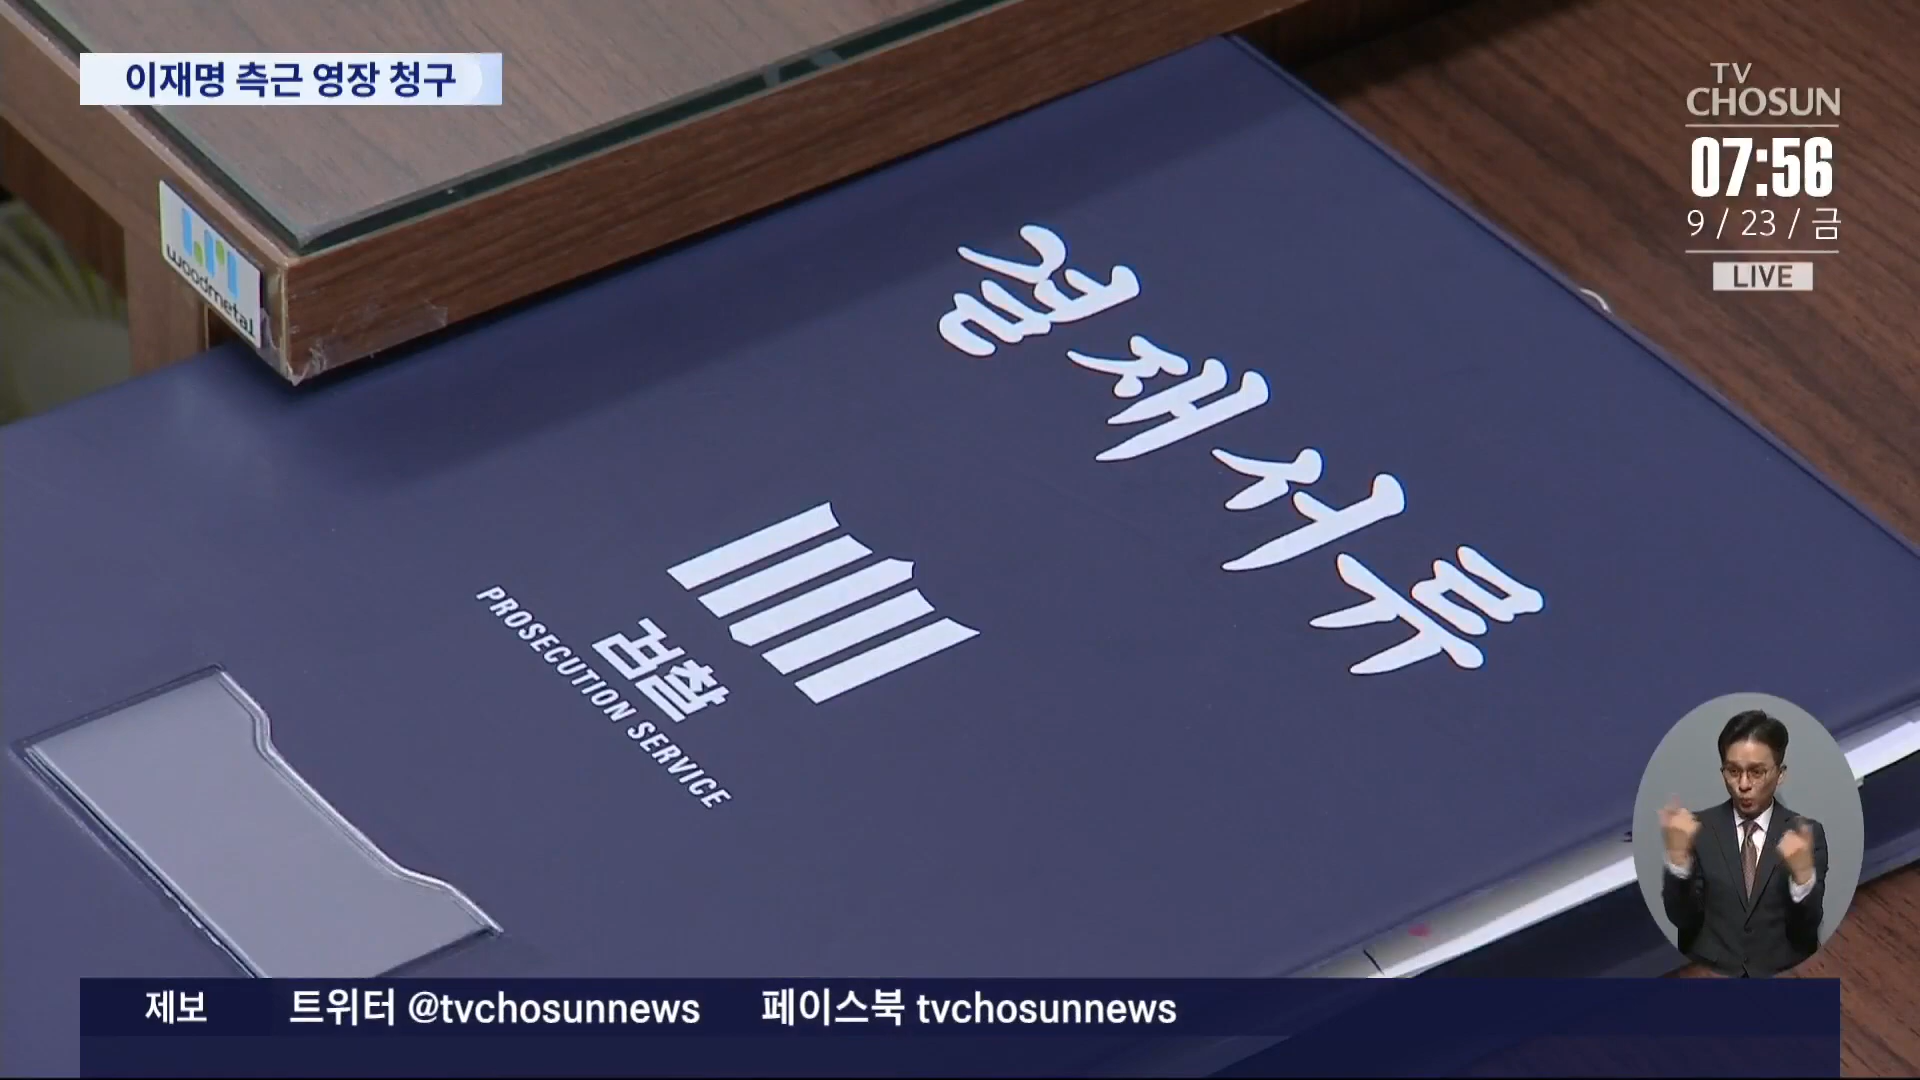 이재명 측근 영장 청구
TV
CHOSUN
07:56
9 / 23 / 금
LIVE
woodmetal
결재서류
검찰
PROSECUTION SERVICE
제보 트위터 @tvchosunnews 페이스북 tvchosunnews